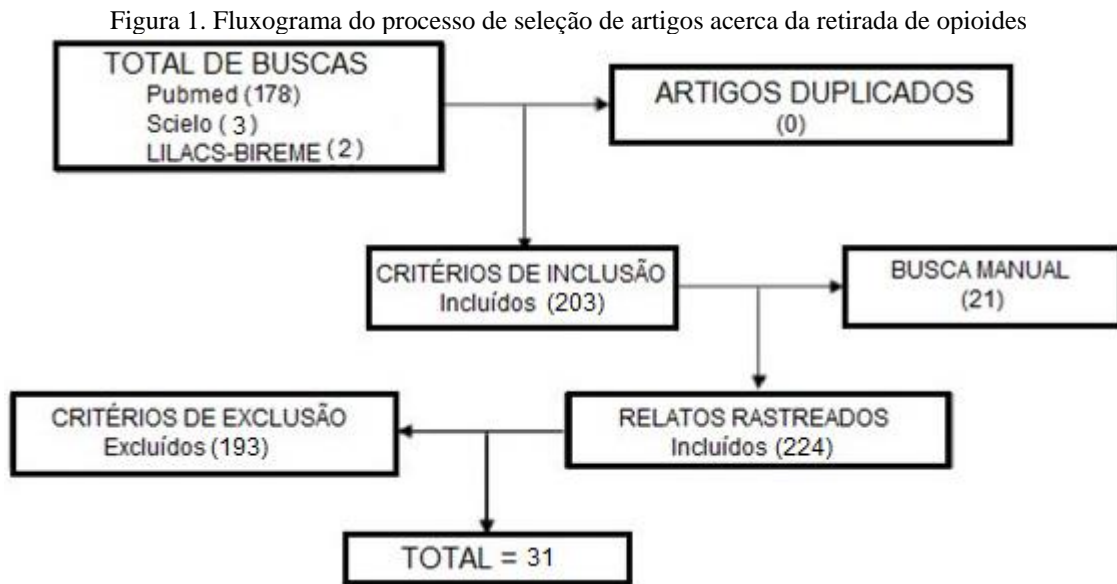 Figura 1. Fluxograma do processo de seleção de artigos acerca da retirada de opioides
TOTAL DE BUSCAS
Pubmed (178)
Scielo (3)
LILACS-BIREME (2)
ARTIGOS DUPLICADOS
(0)
CRITÉRIOS DE INCLUSÃO
Incluídos (203)
BUSCA MANUAL
(21)
CRITÉRIOS DE EXCLUSÃO
Excluídos (193)
RELATOS RASTREADOS
Incluídos (224)
TOTAL = 31